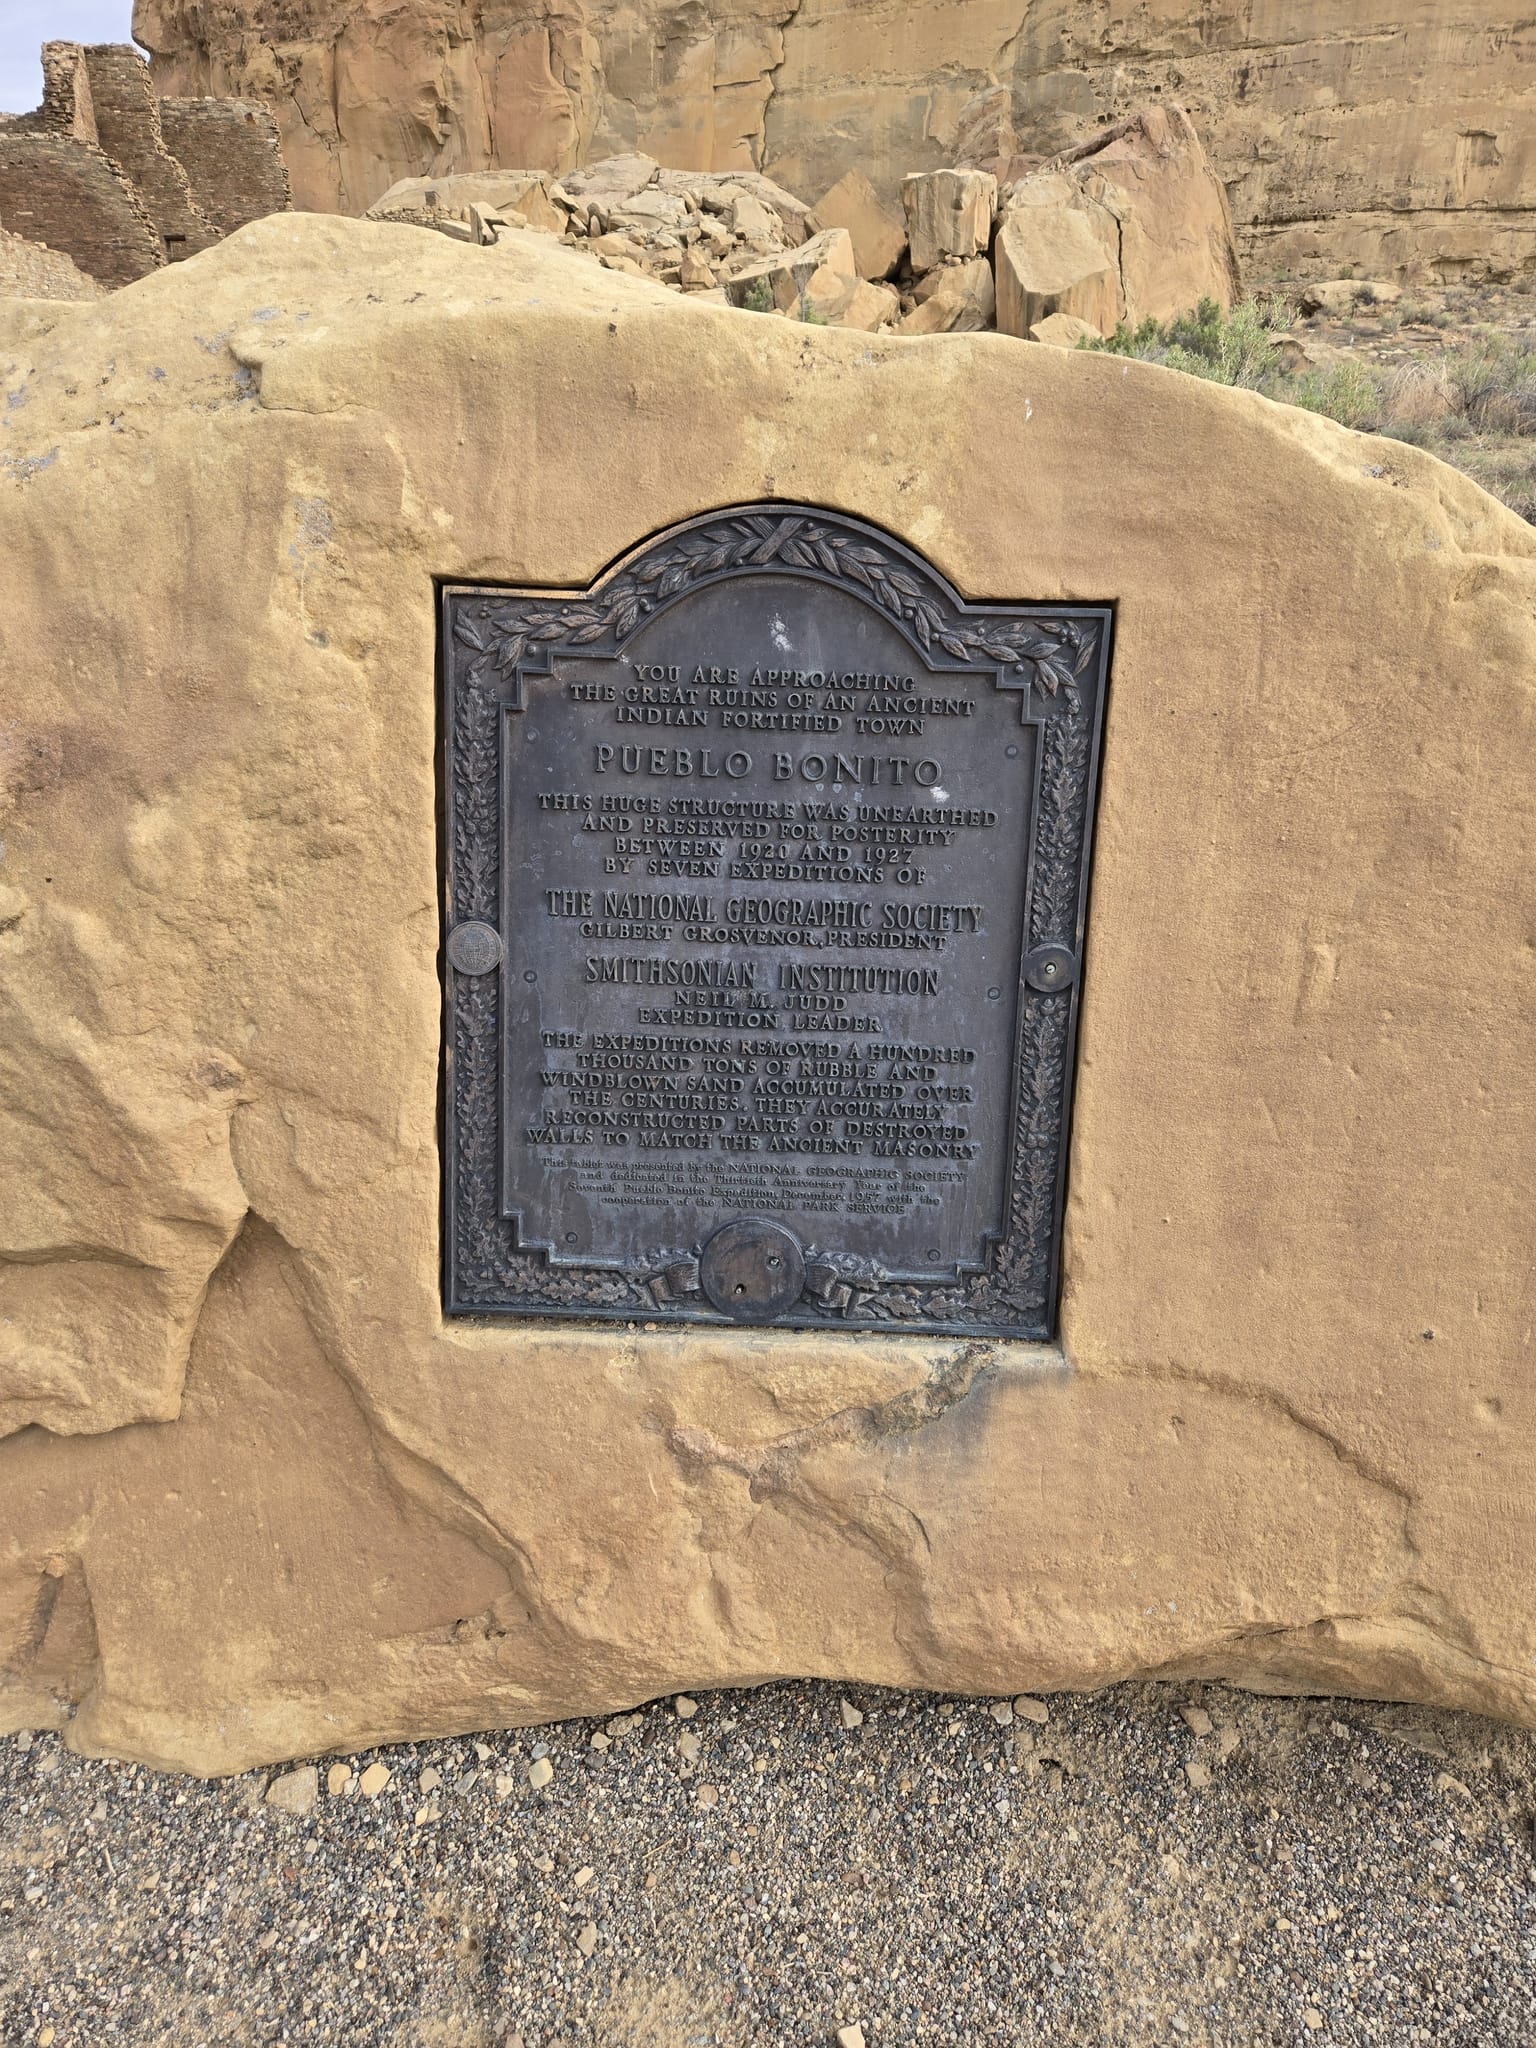 YOU ARE APPROACHING
THE GREAT RUINS OF AN ANCIENT
INDIAN FORTIFIED TOWN
PUEBLO BONITO
THIS HUGE STRUCTURE WAS UNEARTHED
AND PRESERVED FOR POSTERITY
BETWEEN 1920 AND 1927
BY SEVEN EXPEDITIONS OF
THE NATIONAL GEOGRAPHIC SOCIETY
GILBERT GROSVENOR, PRESIDENT
SMITHSONIAN INSTITUTION
NEIL M. JUDD
EXPEDITION LEADER
THE EXPEDITIONS REMOVED A HUNDRED
THOUSAND TONS OF RUBBLE AND
WINDBLOWN SAND ACCUMULATED OVER
THE CENTURIES. THEY ACCURATELY
RECONSTRUCTED PARTS OF DESTROYED
WALLS TO MATCH THE ANCIENT MASONRY
This tablet was presented by the NATIONAL GEOGRAPHIC SOCIETY
and dedicated in the Thirtieth Anniversary Year of the
Seventh Pueblo Bonito Expedition, December, 1957 with the
cooperation of the NATIONAL PARK SERVICE